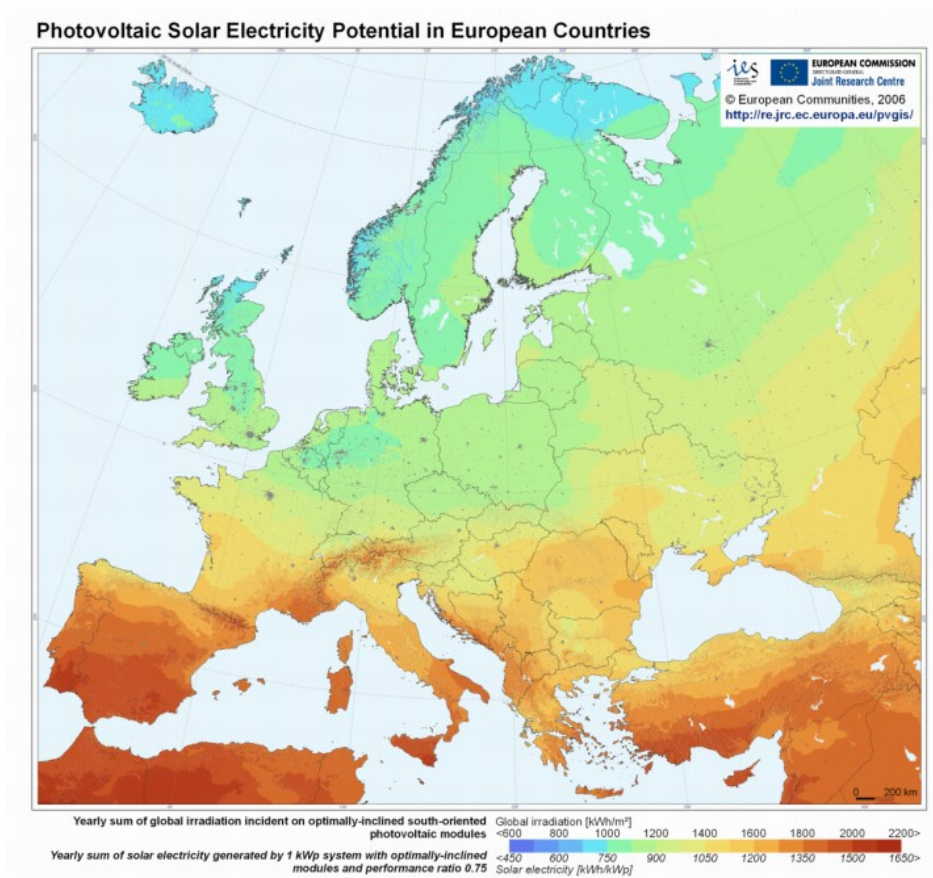 Photovoltaic Solar Electricity Potential in European Countries
ies
EUROPEAN COMMISSION
DIRECTORATE-GENERAL
Joint Research Centre
© European Communities, 2006
http://re.jrc.ec.europa.eu/pvgis/
0 200 km
Yearly sum of global irradiation incident on optimally-inclined south-oriented
photovoltaic modules
Yearly sum of solar electricity generated by 1 kWp system with optimally-inclined
modules and performance ratio 0.75
Global irradiation [kWh/m²]
<600 800 1000 1200 1400 1600 1800 2000 2200>
<450 600 750 900 1050 1200 1350 1500 1650>
Solar electricity [kWh/kWp]